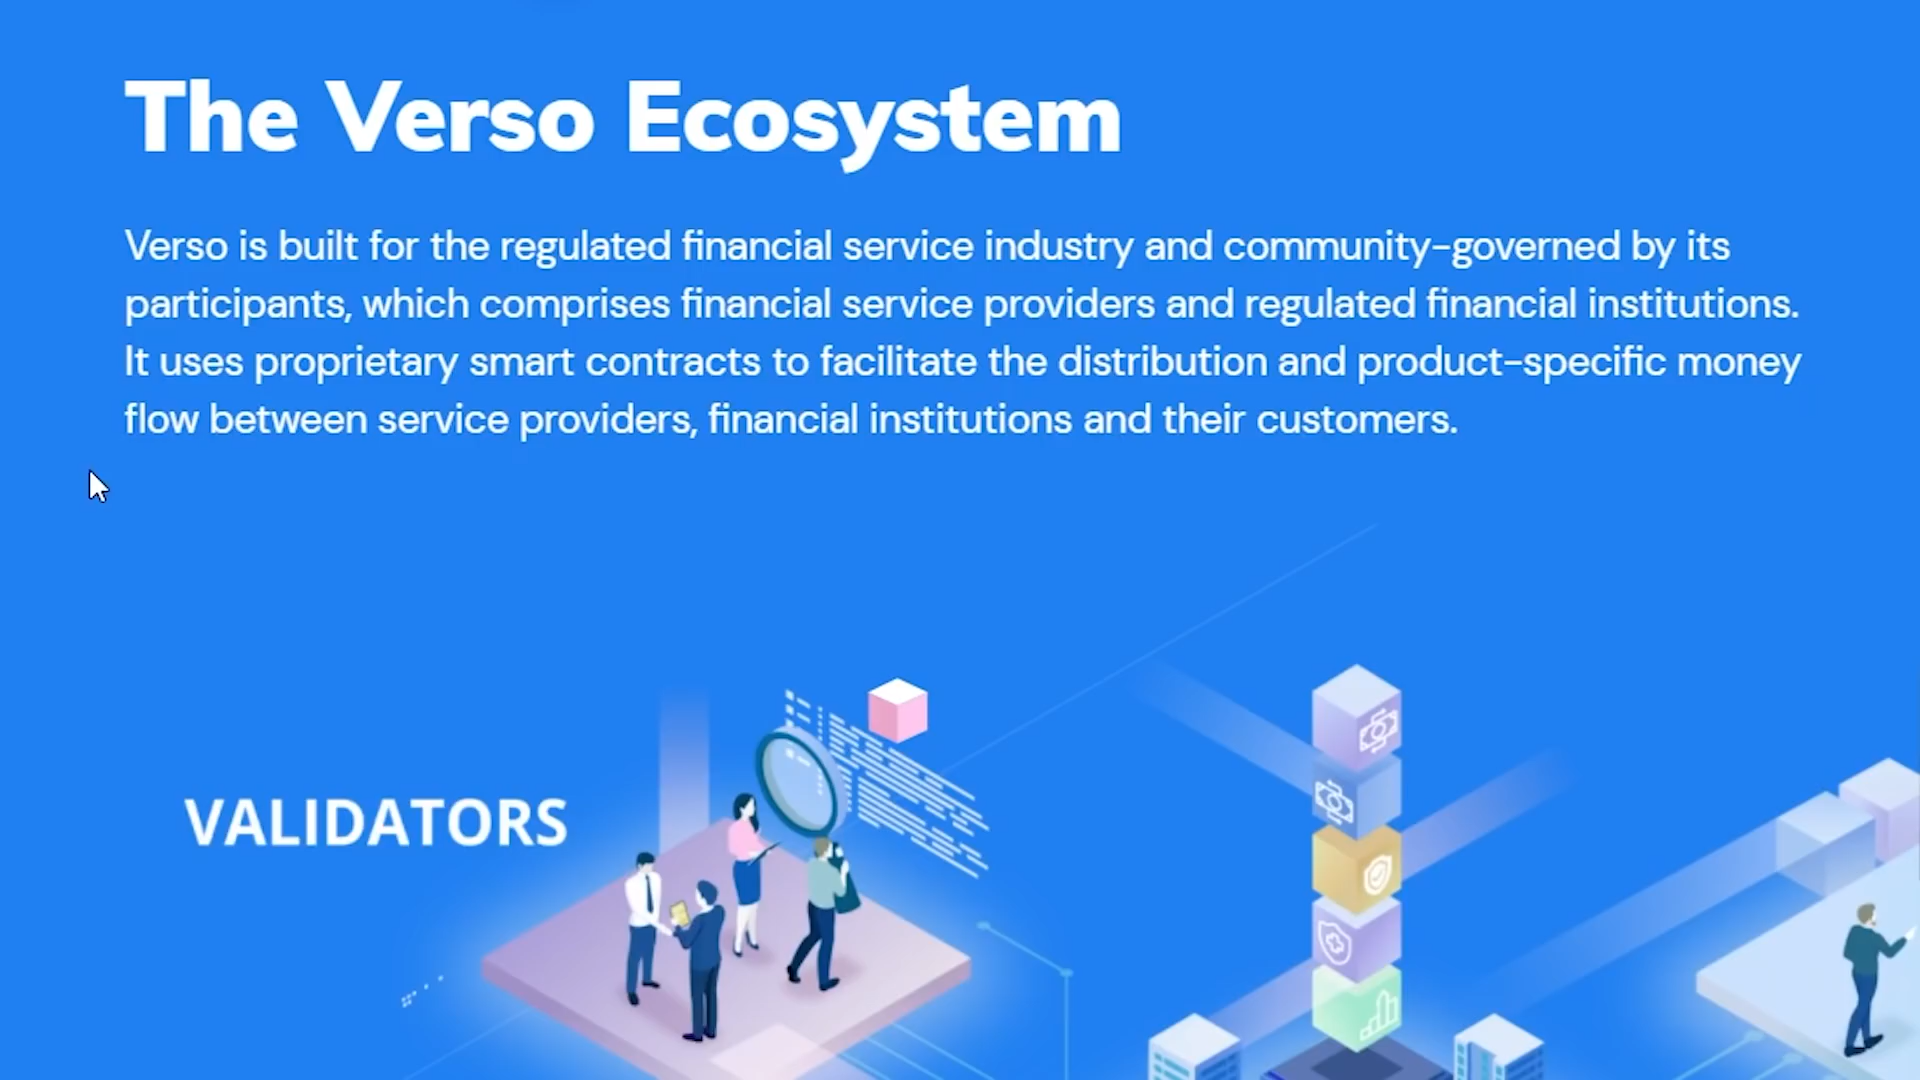 The Verso Ecosystem
Verso is built for the regulated financial service industry and community-governed by its
participants, which comprises financial service providers and regulated financial institutions.
It uses proprietary smart contracts to facilitate the distribution and product-specific money
flow between service providers, financial institutions and their customers.
VALIDATORS